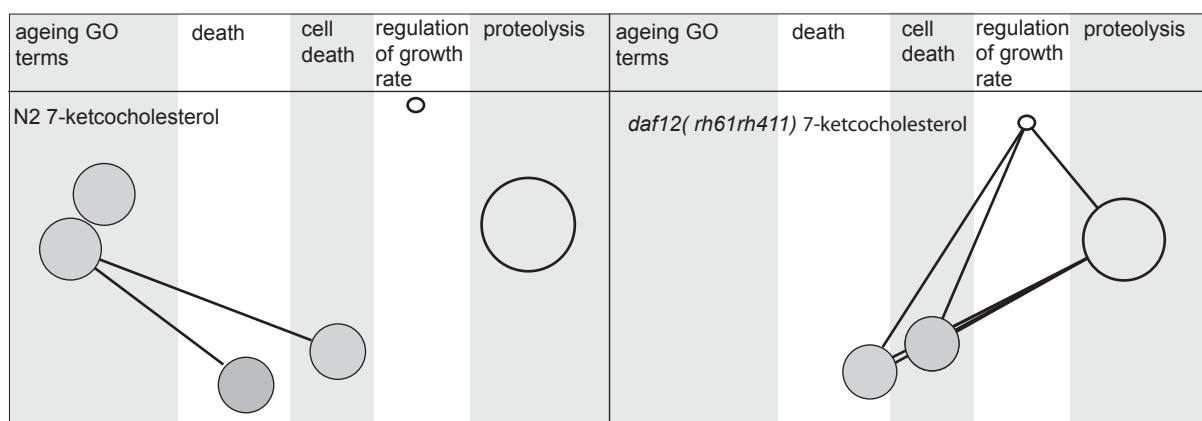 ageing GO
terms
death
cell
death
regulation
of growth
rate
proteolysis
ageing GO
terms
death
cell
death
regulation
of growth
rate
proteolysis
N2 7-ketcocholesterol
daf12( rh61rh411) 7-ketcocholesterol